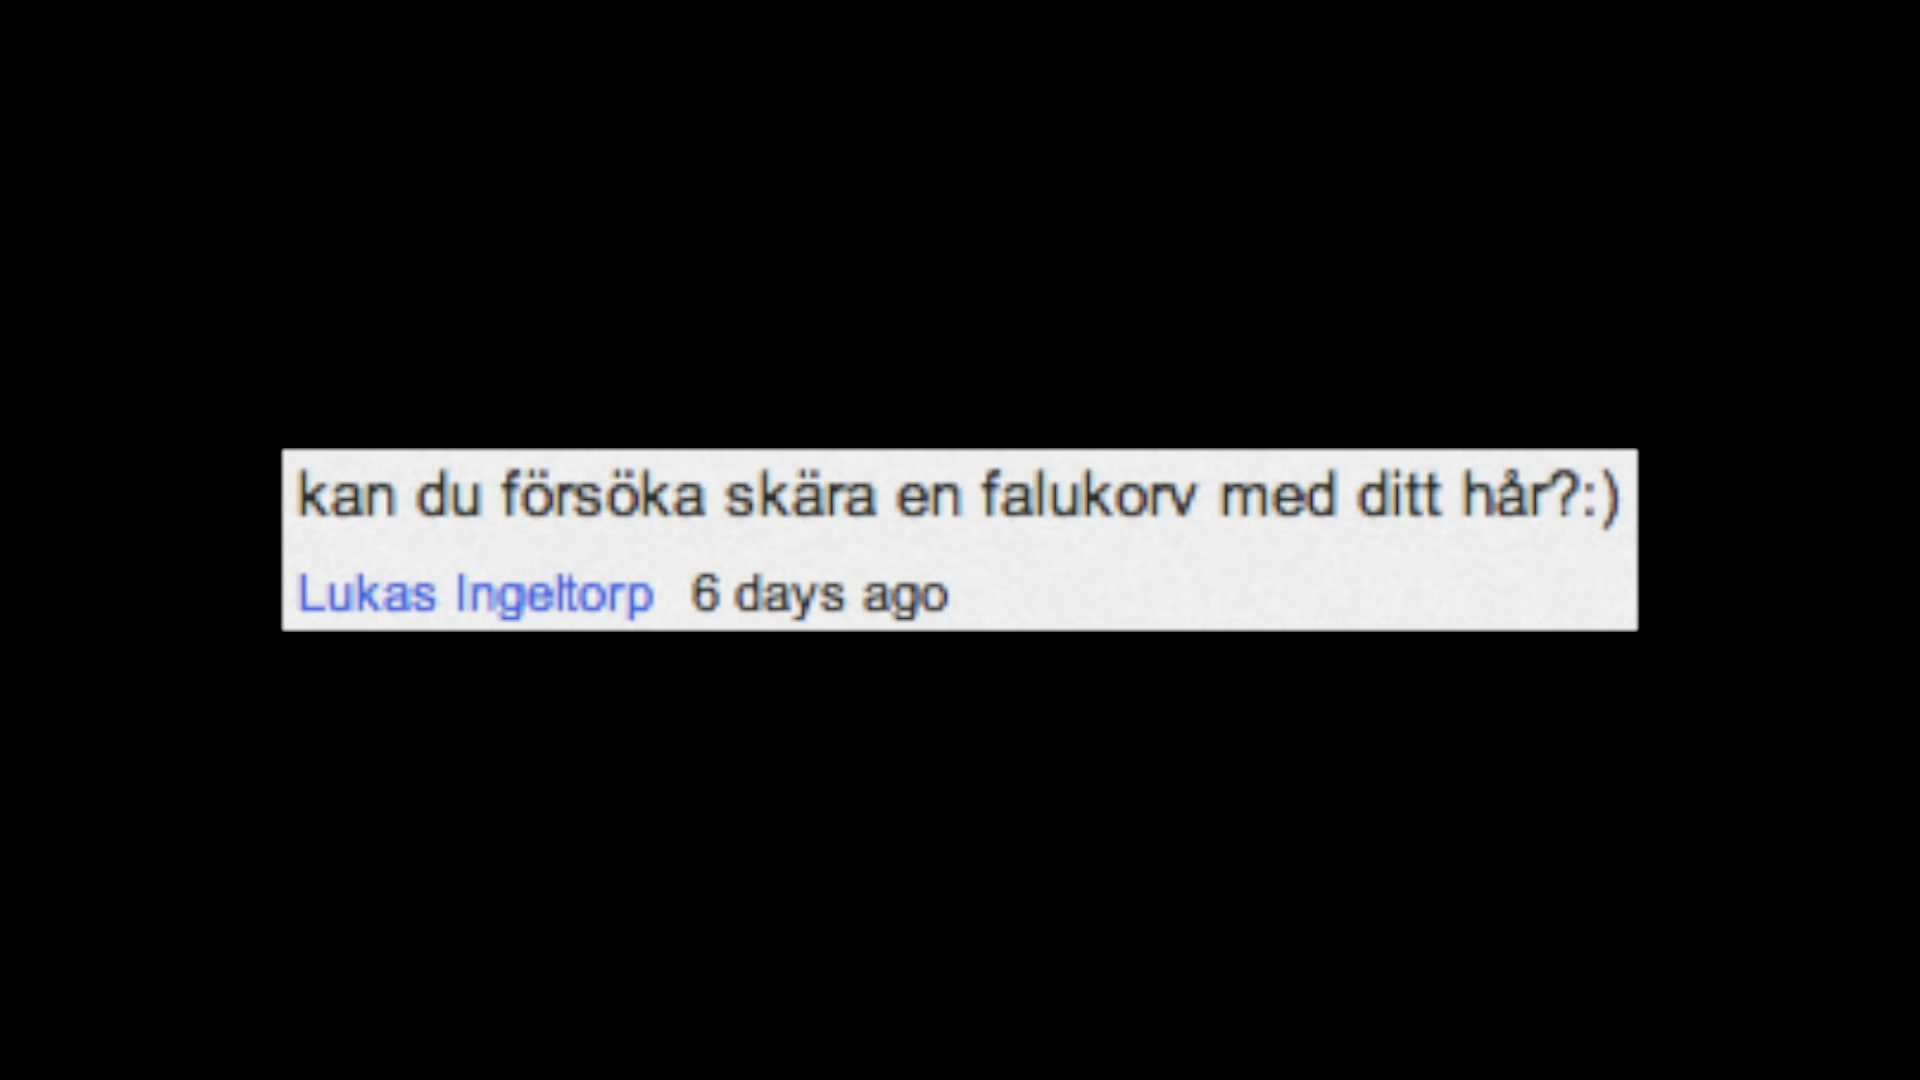 kan du försöka skära en falukorv med ditt hår?:)
Lukas Ingeltorp 6 days ago